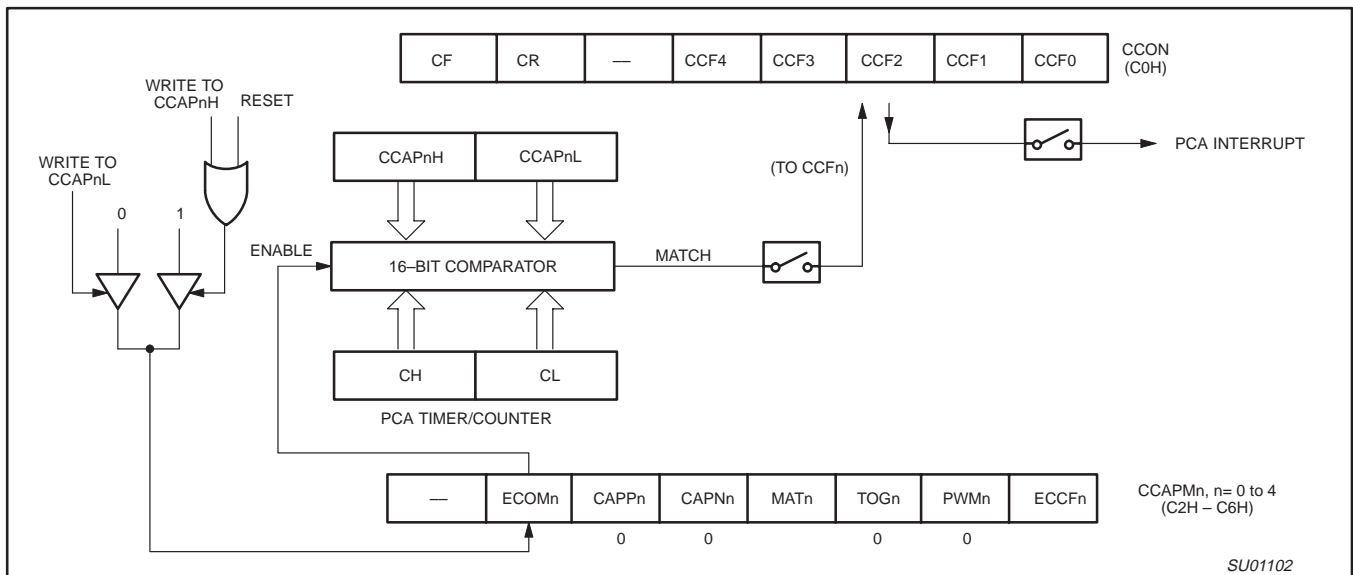 CF CR — CCF4 CCF3 CCF2 CCF1 CCF0
CCON
(C0H)
WRITE TO
CCAPnH
RESET
WRITE TO
CCAPnL
0 1
CCAPnH CCAPnL
(TO CCFn)
PCA INTERRUPT
ENABLE
16–BIT COMPARATOR
MATCH
CH CL
PCA TIMER/COUNTER
— ECOMn CAPPn CAPNn MATn TOGn PWMn ECCFn
CCAPMn, n= 0 to 4
(C2H – C6H)
0 0 0 0
SU01102